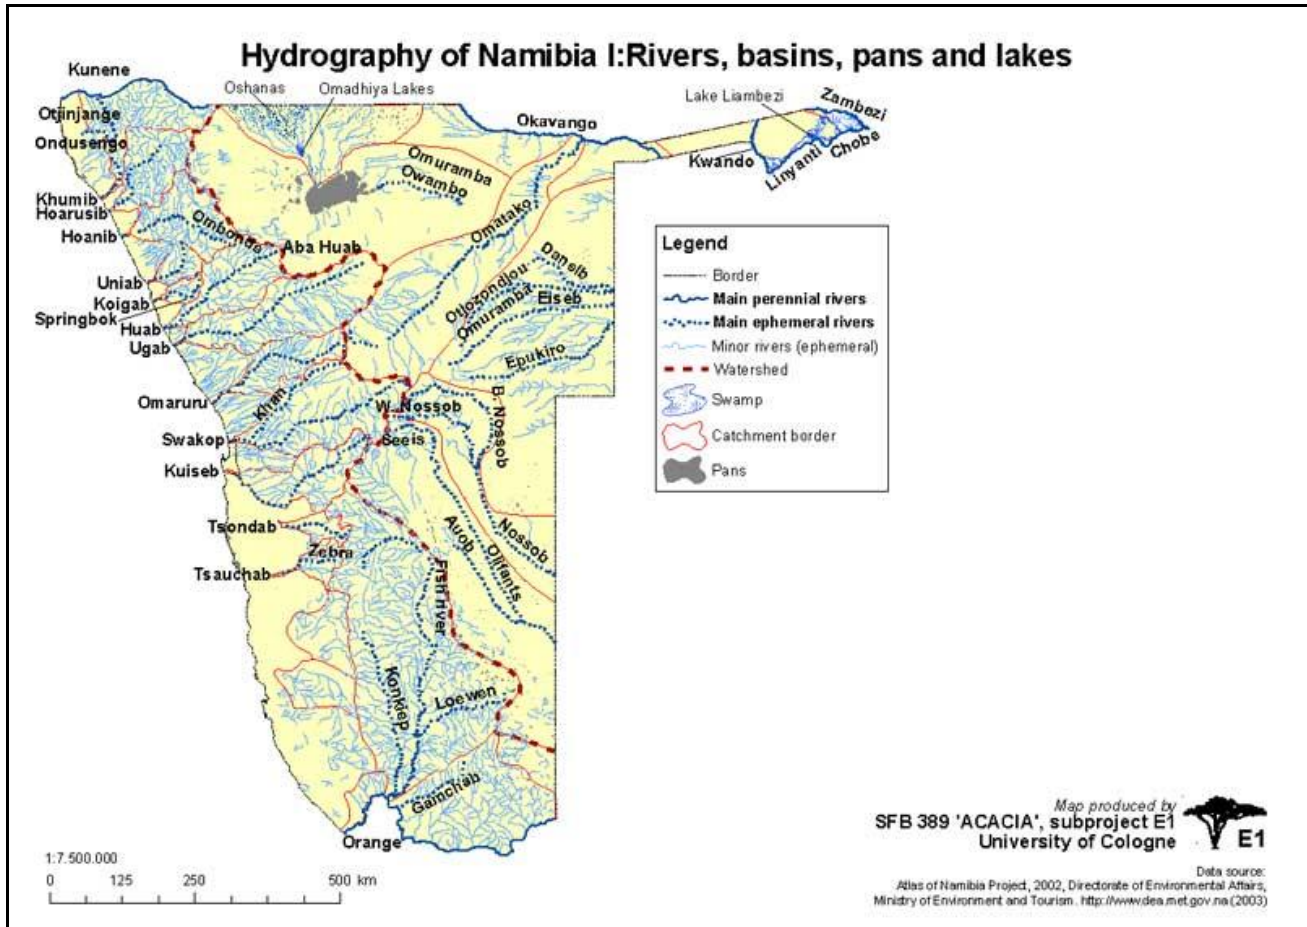 Hydrography of Namibia I:Rivers, basins, pans and lakes
Kunene
Oshanas
Omadhiya Lakes
Lake Liambezi
Zambezi
Otjinjange
Okavango
Ondusengo
Chobe
Kwando
Linyanti
Omuramba
Owambo
Khumib
Hoarusib
Hoanib
Ombonde
Aba Huab
Omatako
Dansib
Otjozondjou
Omuramba
Eiseb
Uniab
Koigab
Springbok
Huab
Ugab
Epukiro
Omaruru
Khan
W. Nossob
B. Nossob
Swakop
Seeis
Kuiseb
Tsondab
Zebra
Auob
Olifants
Nossob
Tsauchab
Fish river
Konkiep
Loewen
Gamchab
Orange
Legend
Border
Main perennial rivers
Main ephemeral rivers
Minor rivers (ephemeral)
Watershed
Swamp
Catchment border
Pans
1:7.500.000
0 125 250 500 km
Map produced by
SFB 389 'ACACIA', subproject E1
University of Cologne
E1
Data source:
Atlas of Namibia Project, 2002, Directorate of Environmental Affairs,
Ministry of Environment and Tourism. http://www.dea.met.gov.na (2003)